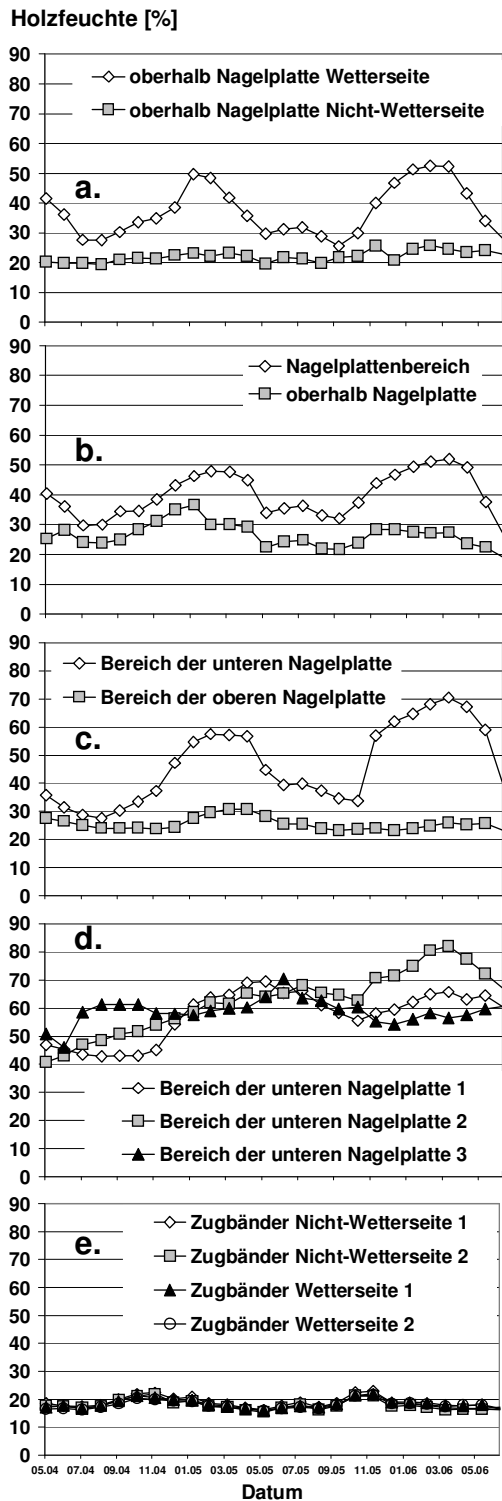 Holzfeuchte [%]
90
80
70
60
50
40
30
20
10
0
oberhalb Nagelplatte Wetterseite
oberhalb Nagelplatte Nicht-Wetterseite
a.
90
80
70
60
50
40
30
20
10
0
Nagelplattenbereich
oberhalb Nagelplatte
b.
90
80
70
60
50
40
30
20
10
0
Bereich der unteren Nagelplatte
Bereich der oberen Nagelplatte
c.
90
80
70
60
50
40
30
20
10
0
d.
Bereich der unteren Nagelplatte 1
Bereich der unteren Nagelplatte 2
Bereich der unteren Nagelplatte 3
90
80
70
60
50
40
30
20
10
0
e.
Zugbänder Nicht-Wetterseite 1
Zugbänder Nicht-Wetterseite 2
Zugbänder Wetterseite 1
Zugbänder Wetterseite 2
05.04 07.04 09.04 11.04 01.05 03.05 05.05 07.05 09.05 11.05 01.06 03.06 05.06
Datum